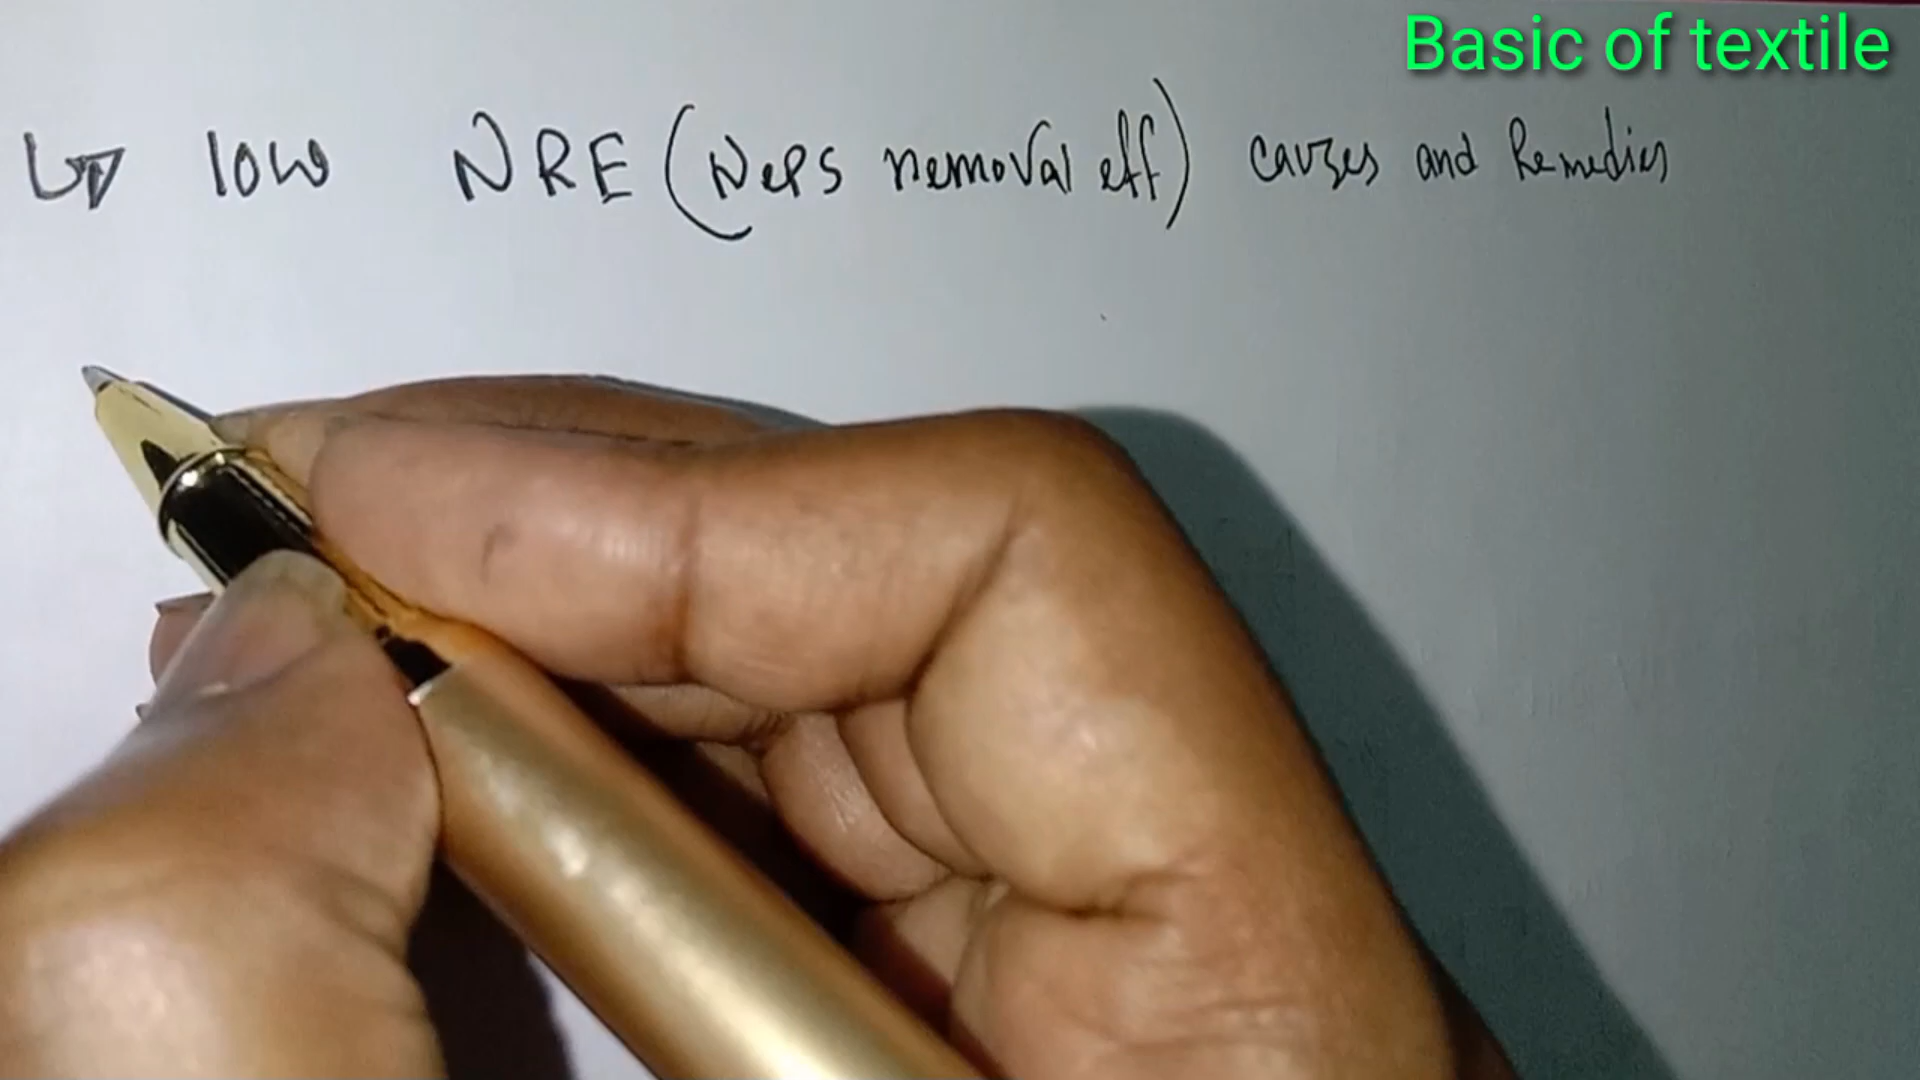 Basic of textile
low NRE (Neps removal eff) causes and Remedies